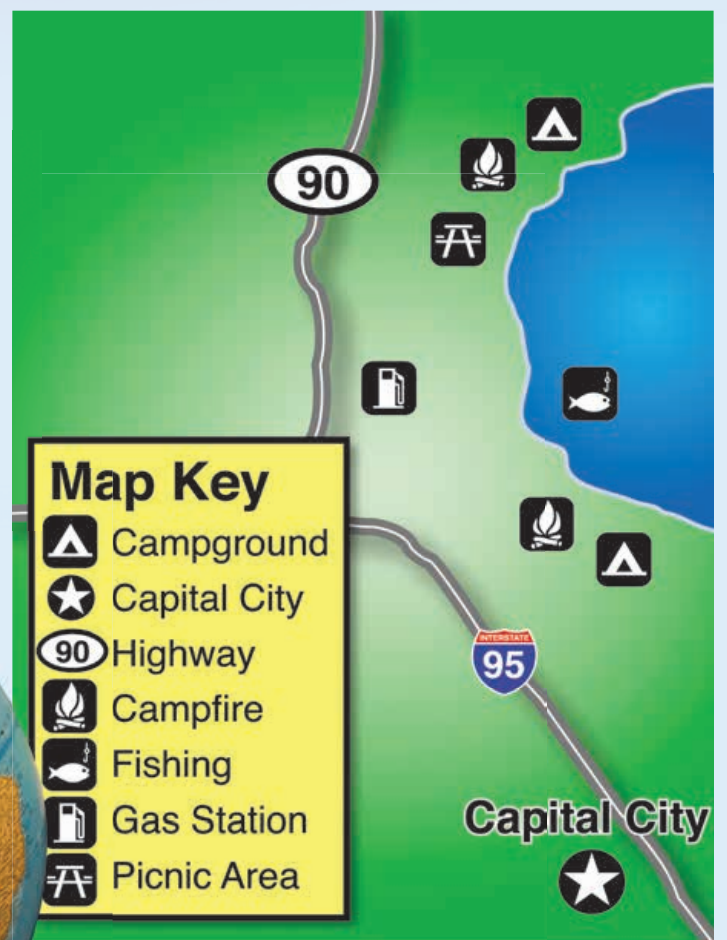 90
Map Key
Campground
Capital City
90 Highway
Campfire
Fishing
Gas Station
Picnic Area
INTERSTATE
95
Capital City